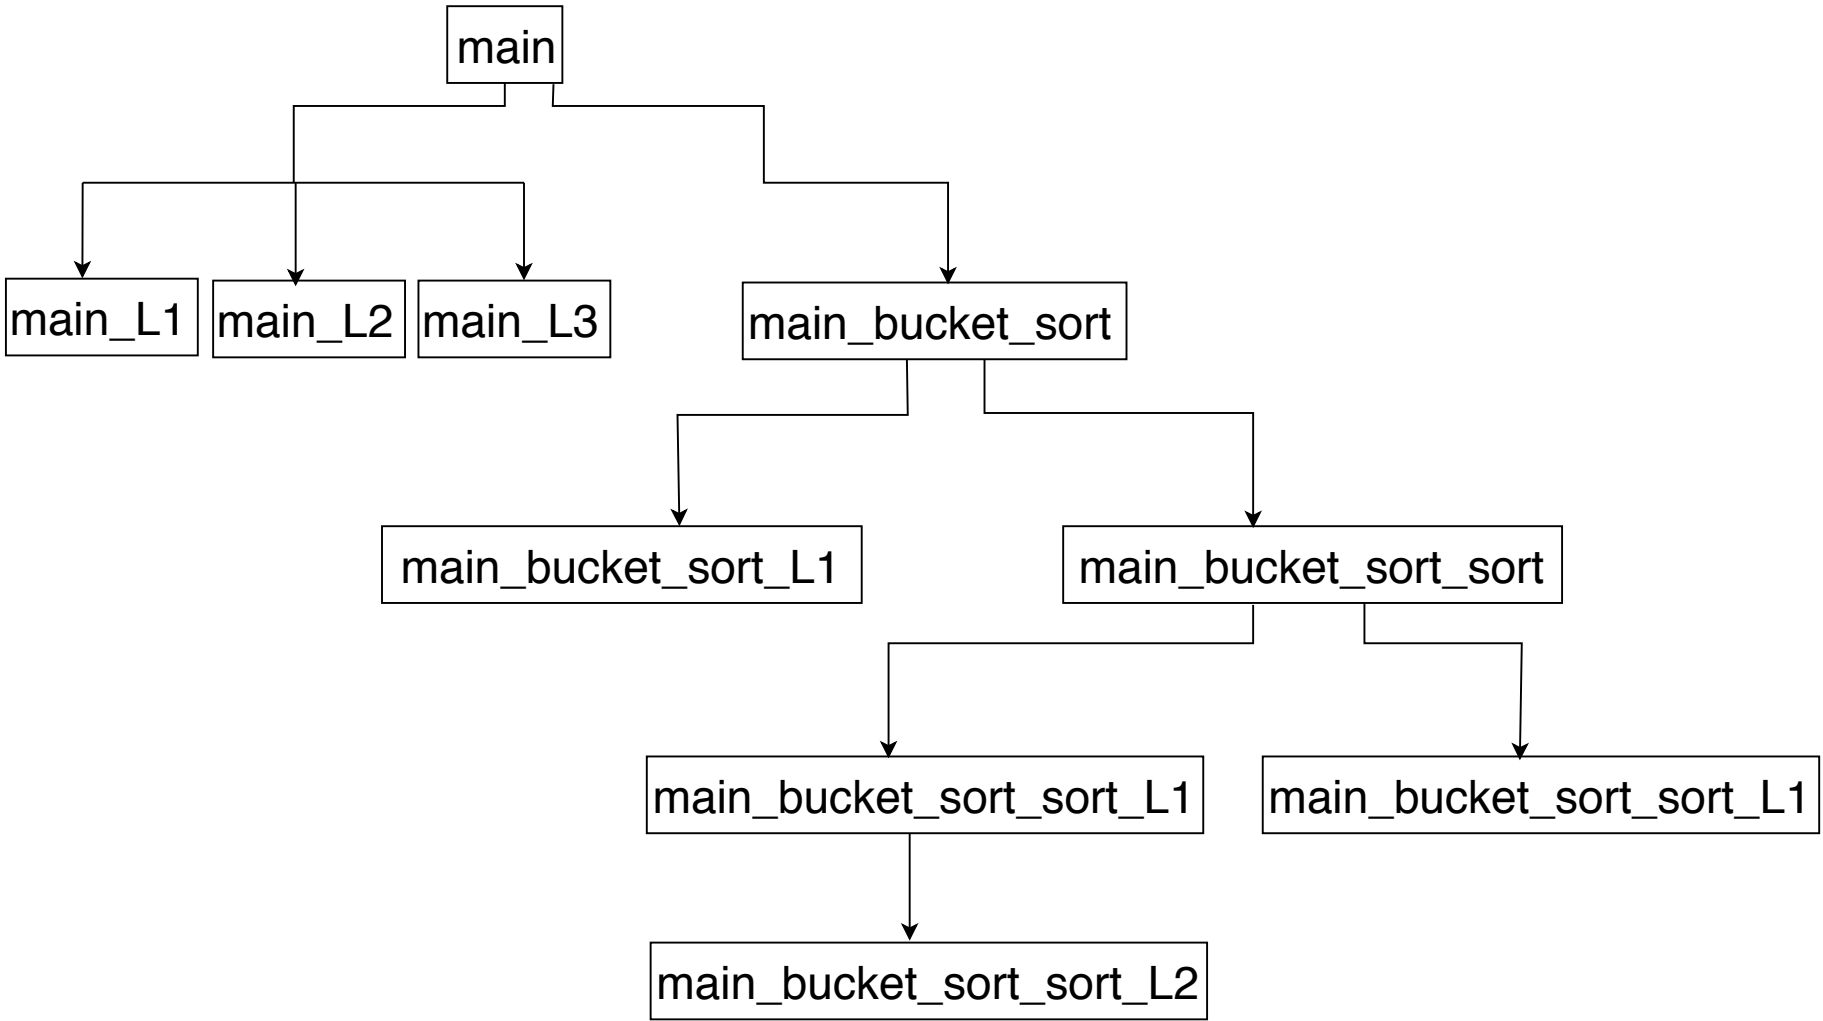 main
main_L1
main_L2
main_L3
main_bucket_sort
main_bucket_sort_L1
main_bucket_sort_sort
main_bucket_sort_sort_L1
main_bucket_sort_sort_L1
main_bucket_sort_sort_L2